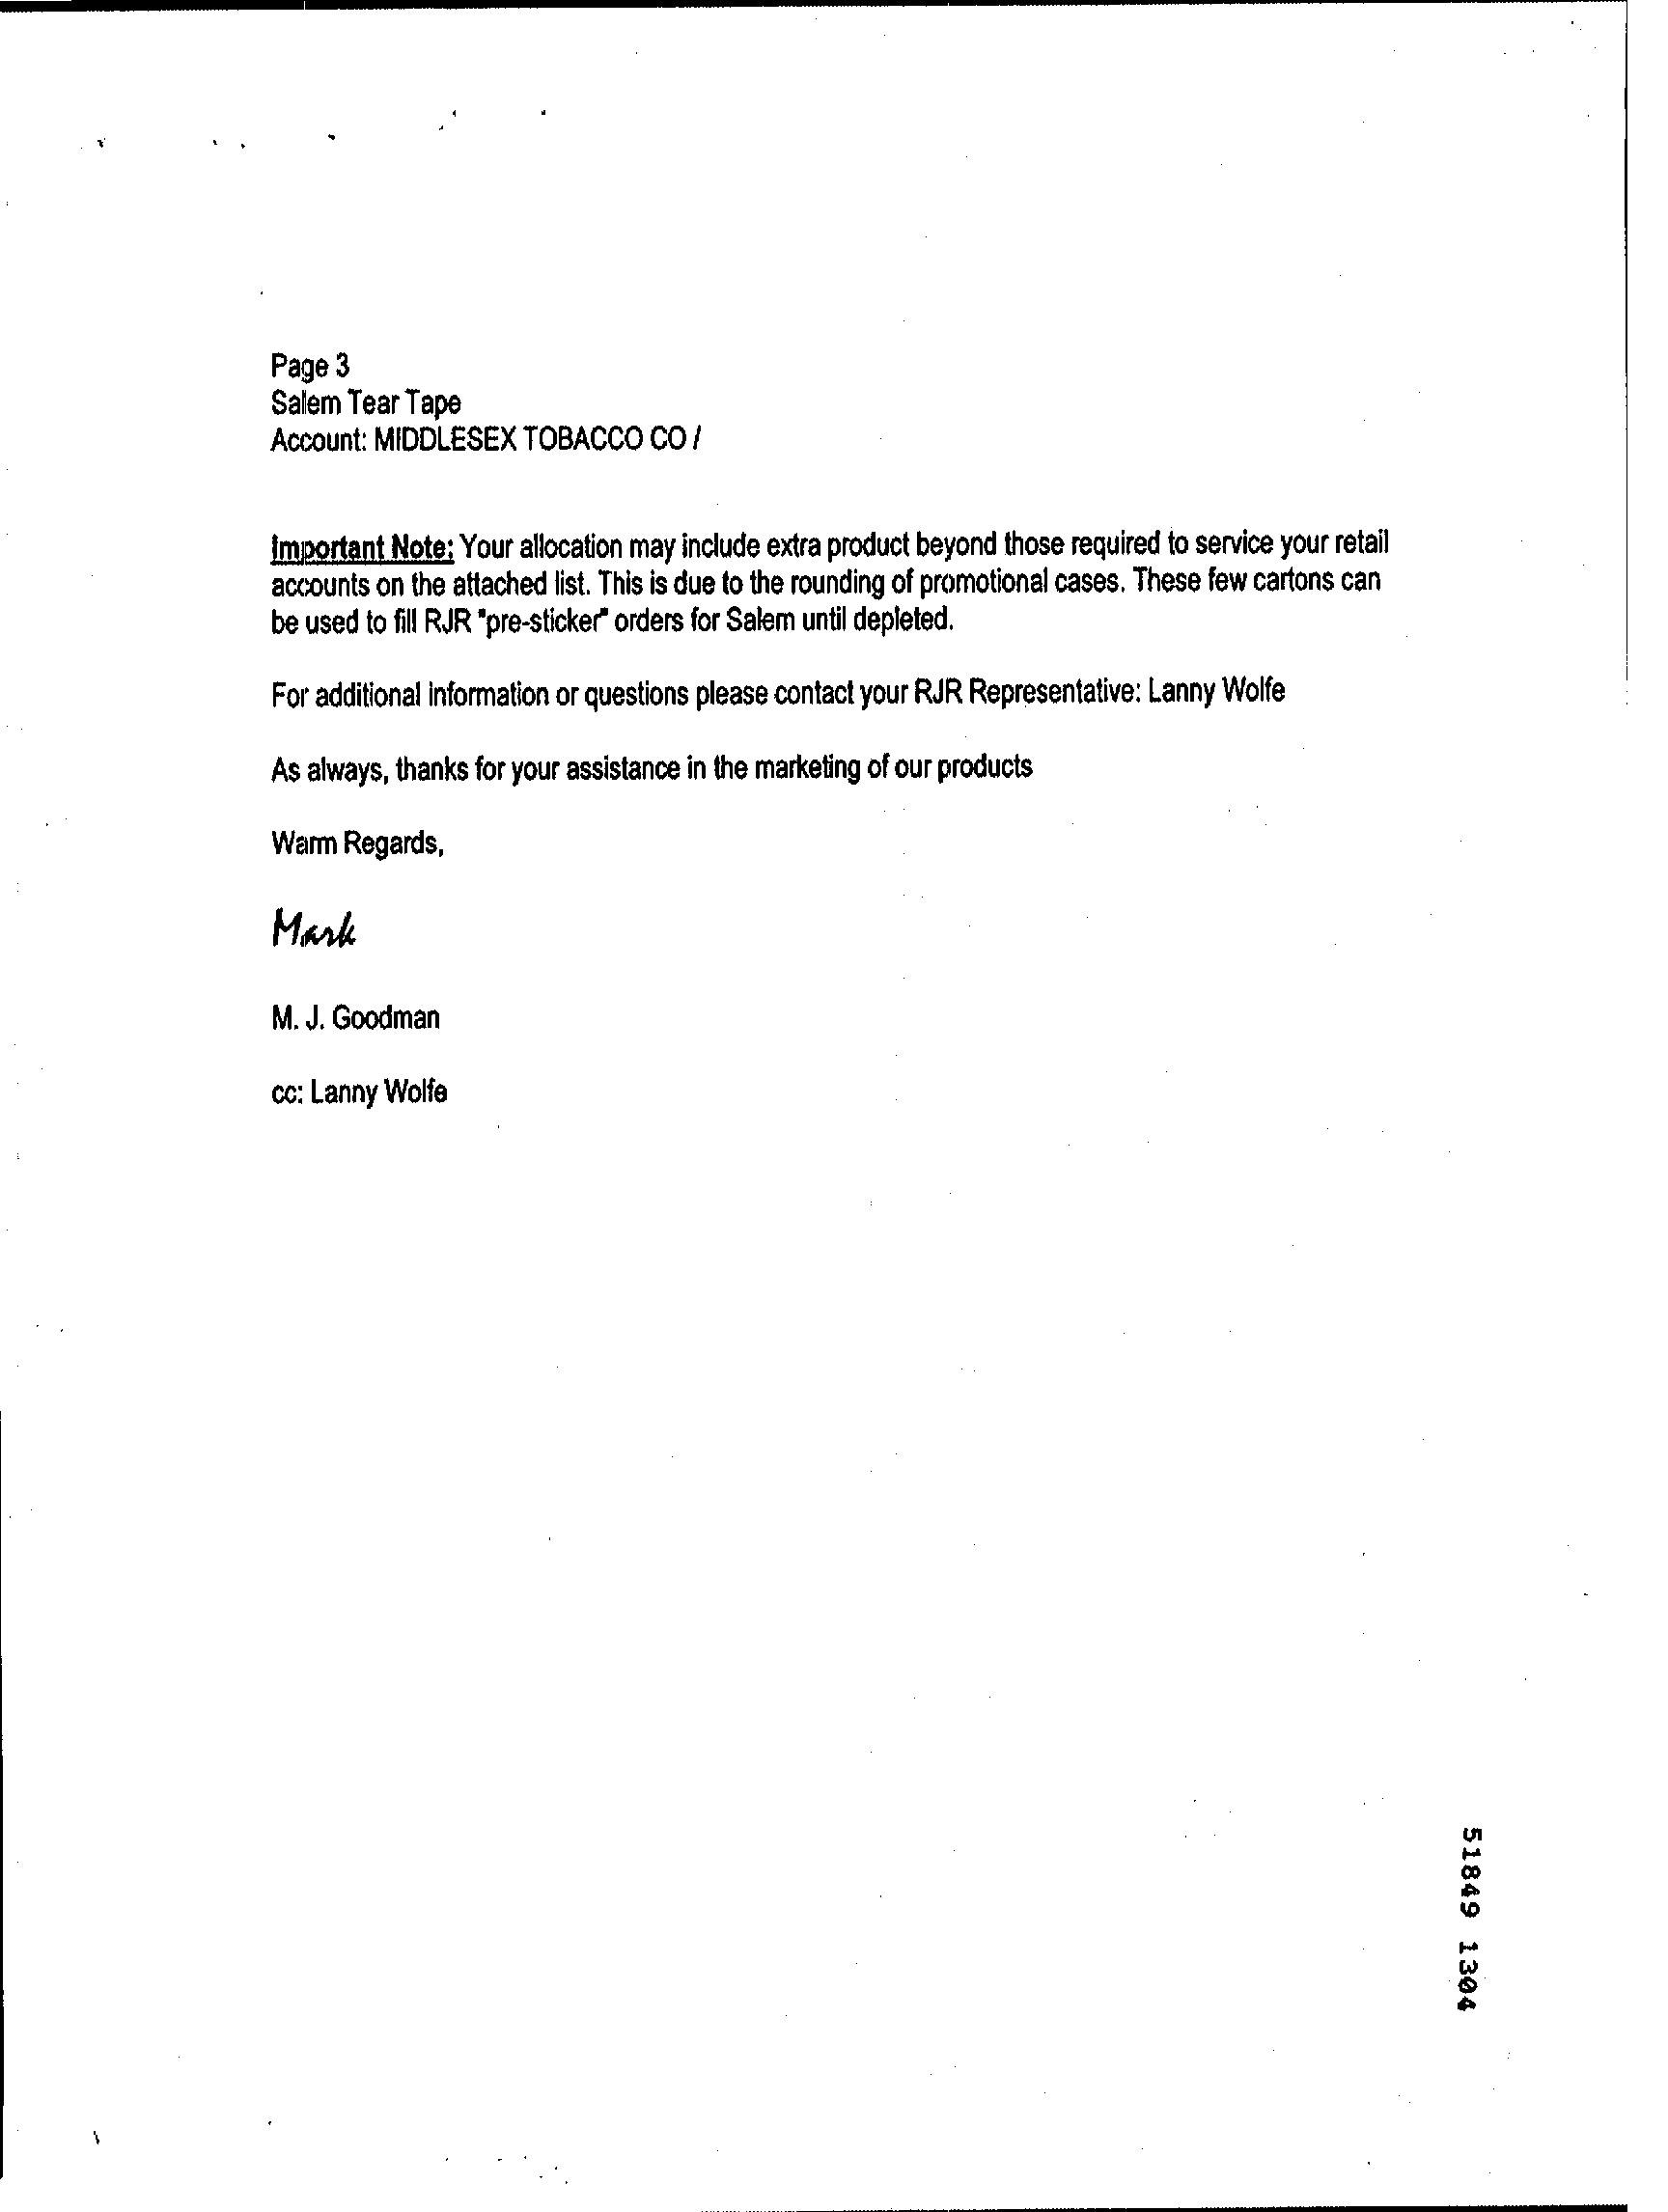 Page 3
Salem Tear Tape
Account: MIDDLESEX TOBACCO CO /
Important Note: Your allocation may include extra product beyond those required to service your retail
accounts on the attached list. This is due to the rounding of promotional cases. These few cartons can
be used to fill RJR "pre-sticker" orders for Salem until depleted.
For additional information or questions please contact your RJR Representative: Lanny Wolfe
As always, thanks for your assistance in the marketing of our products
Warm Regards,
Mark
M. J. Goodman
cc: Lanny Wolfe
51849 1304